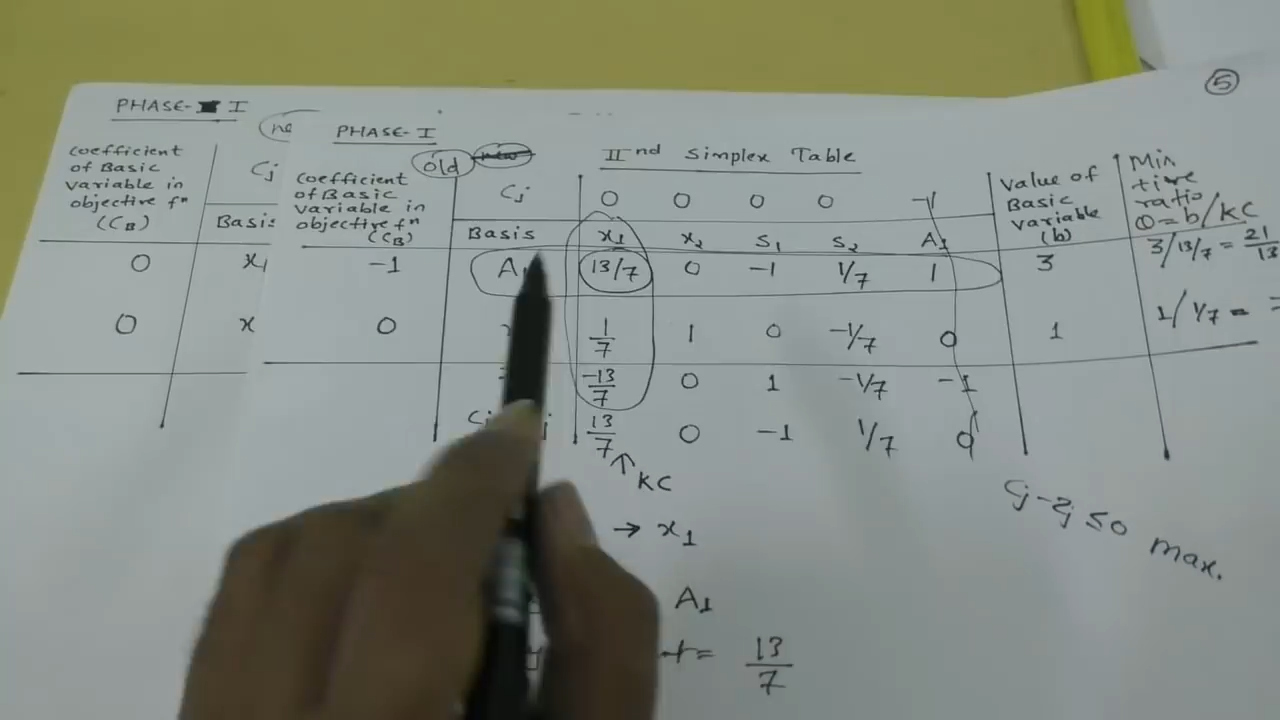 5
PHASE- I
Coefficient
of Basic
variable in
objective fⁿ
(CB)
Cj
Basis
0 x1
0 x
PHASE- I
old
IInd Simplex Table
Coefficient
of Basic
Variable in
objective fⁿ
(CB)
Cj 0 0 0 0 -1
Value of
Basic
variable
(b)
Min
ratio
θ=b/KC
Basis x1 x2 S1 S2 A1
-1 A1 13/7 0 -1 1/7 1 3 3/13/7 = 21/13
0 1/7 1 0 -1/7 0 1 1/1/7 =
-13/7 0 1 -1/7 -1
13/7 0 -1 1/7 0
↑ KC
→ x1
Cj-Zj ≤0 max.
A1
t= 13/7